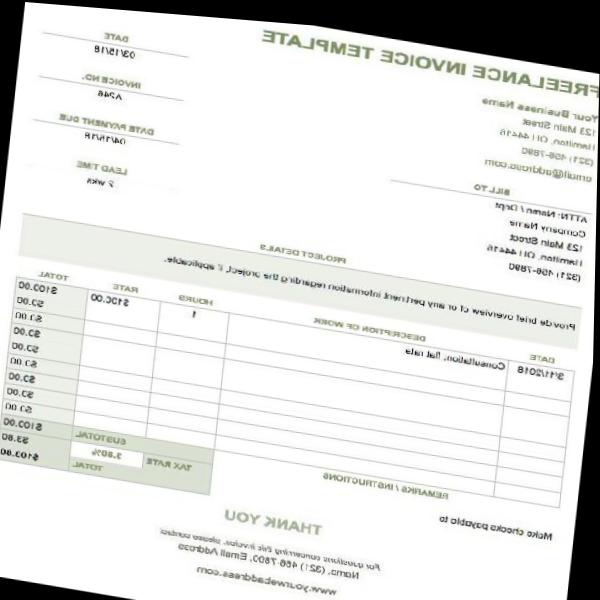 FREELANCE INVOICE TEMPLATE
Your Business Name
123 Main Street
Hamilton, OH 44416
(321) 456-7890
email@address.com
DATE
03/15/18
INVOICE NO.
A246
DATE PAYMENT DUE
04/15/18
LEAD TIME
2 wks
BILL TO
ATTN: Name / Dept
Company Name
123 Main Street
Hamilton, OH 44416
(321) 456-7890
PROJECT DETAILS
Provide brief overview of or any pertinent information regarding the project, if applicable.
DATE DESCRIPTION OF WORK HOURS RATE TOTAL
3/11/2018 Consultation, flat rate 1 $100.00 $100.00
$0.00
$0.00
$0.00
$0.00
$0.00
$0.00
$0.00
$0.00
REMARKS / INSTRUCTIONS SUBTOTAL $100.00
TAX RATE 3.80% $3.80
Make checks payable to TOTAL $103.80
THANK YOU
For questions concerning this invoice, please contact
Name, (321) 456-7890, Email Address
www.yourwebaddress.com